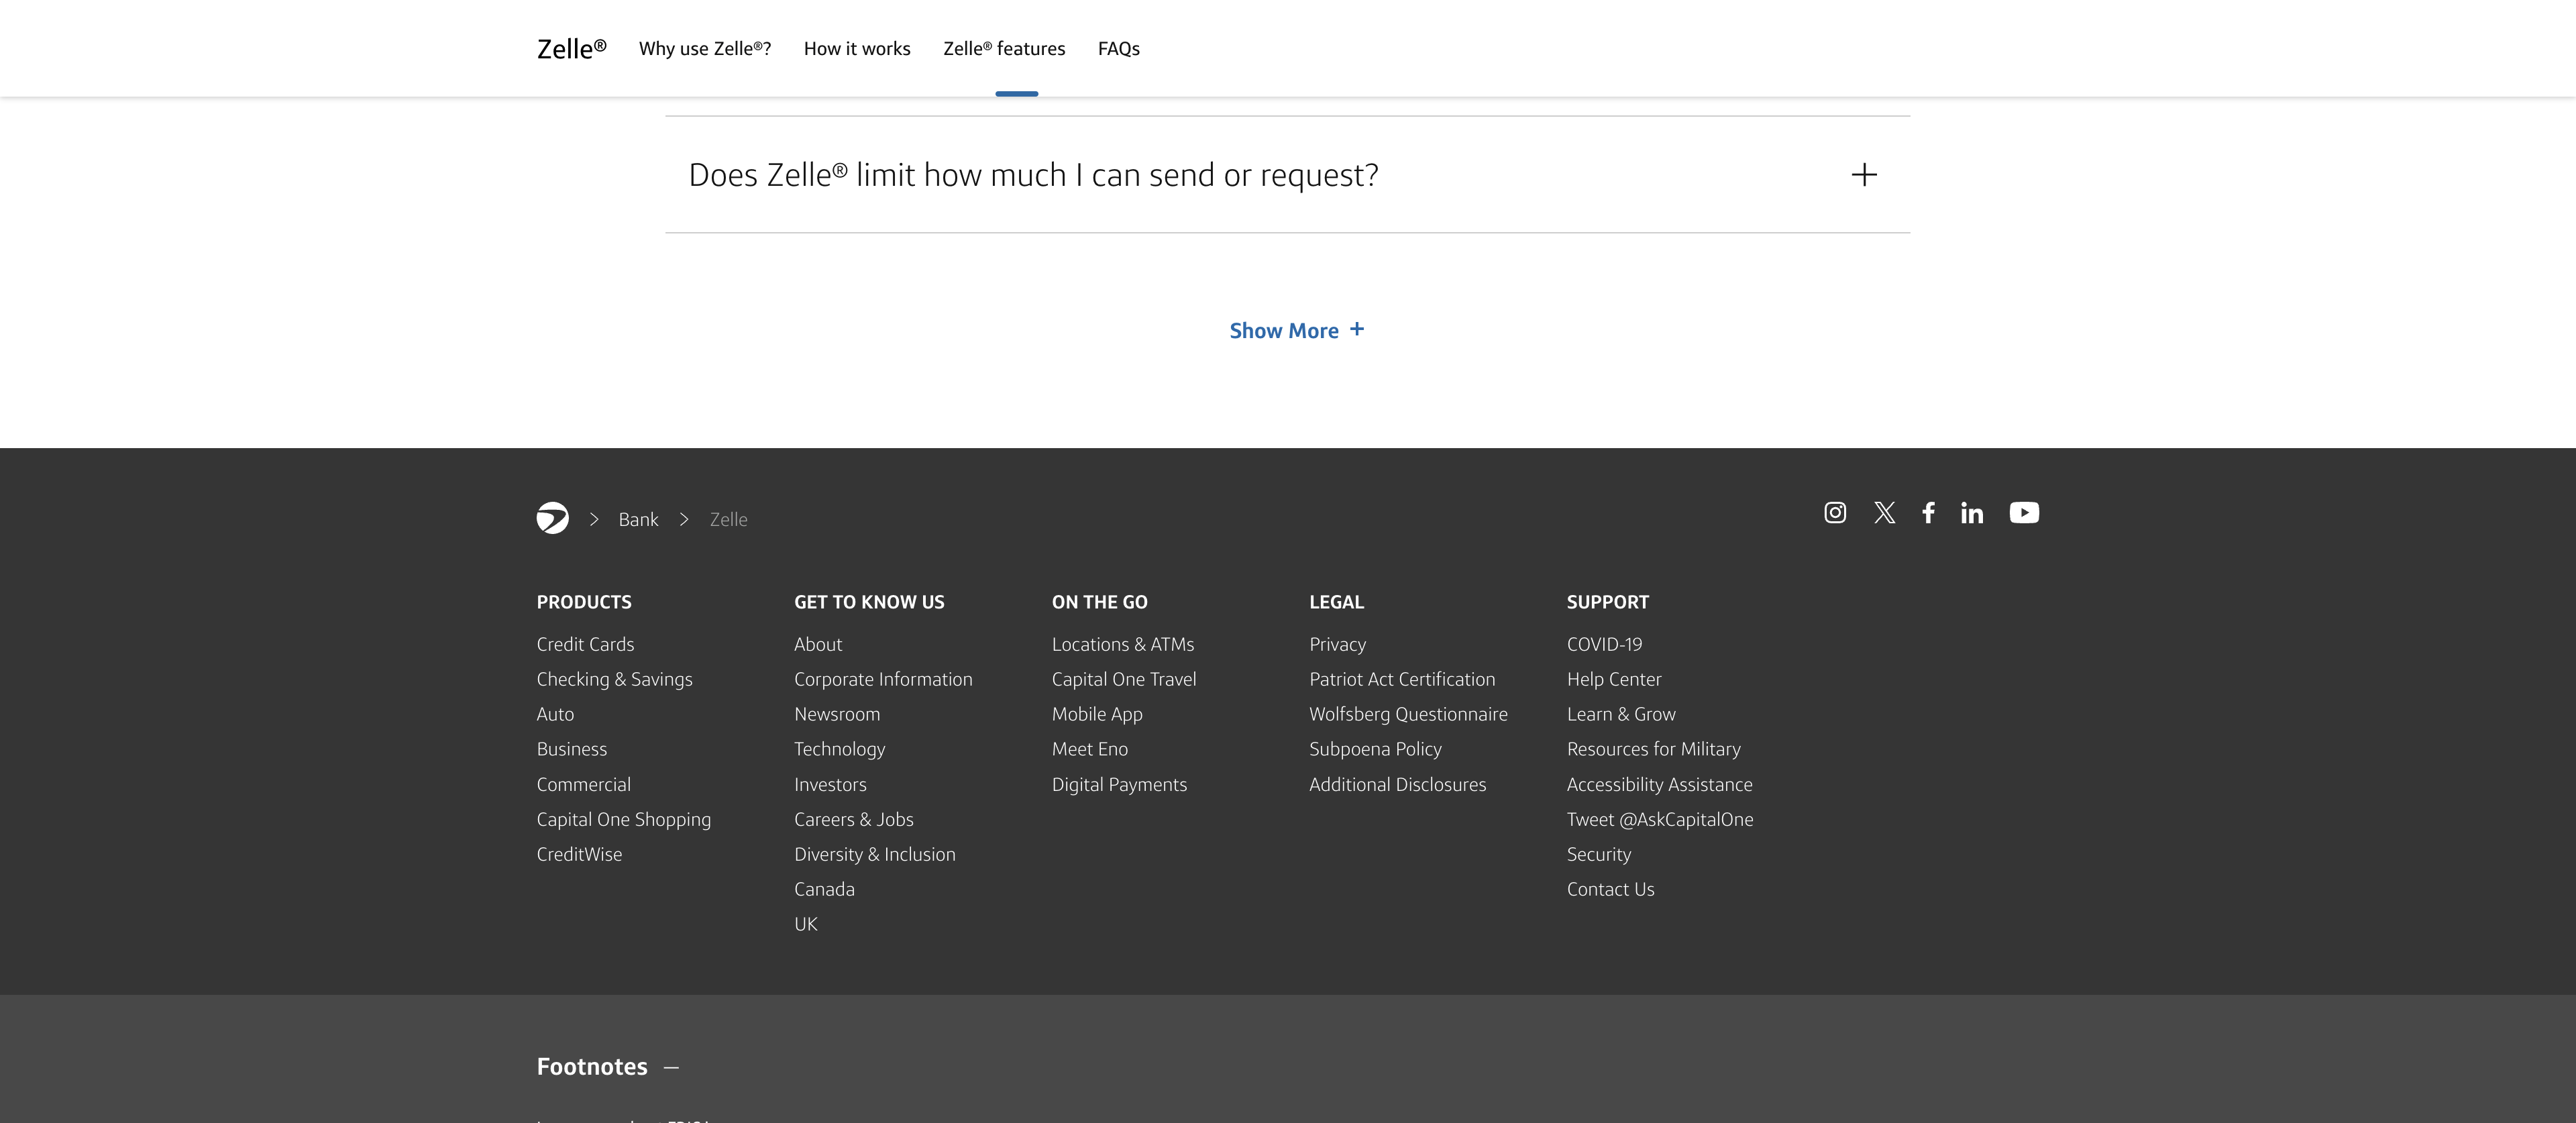 Zelle® Why use Zelle®? How it works Zelle® features FAQs
Does Zelle® limit how much I can send or request?
Show More +
Bank > Zelle
PRODUCTS
Credit Cards
Checking & Savings
Auto
Business
Commercial
Capital One Shopping
CreditWise
GET TO KNOW US
About
Corporate Information
Newsroom
Technology
Investors
Careers & Jobs
Diversity & Inclusion
Canada
UK
ON THE GO
Locations & ATMs
Capital One Travel
Mobile App
Meet Eno
Digital Payments
LEGAL
Privacy
Patriot Act Certification
Wolfsberg Questionnaire
Subpoena Policy
Additional Disclosures
SUPPORT
COVID-19
Help Center
Learn & Grow
Resources for Military
Accessibility Assistance
Tweet @AskCapitalOne
Security
Contact Us
Footnotes